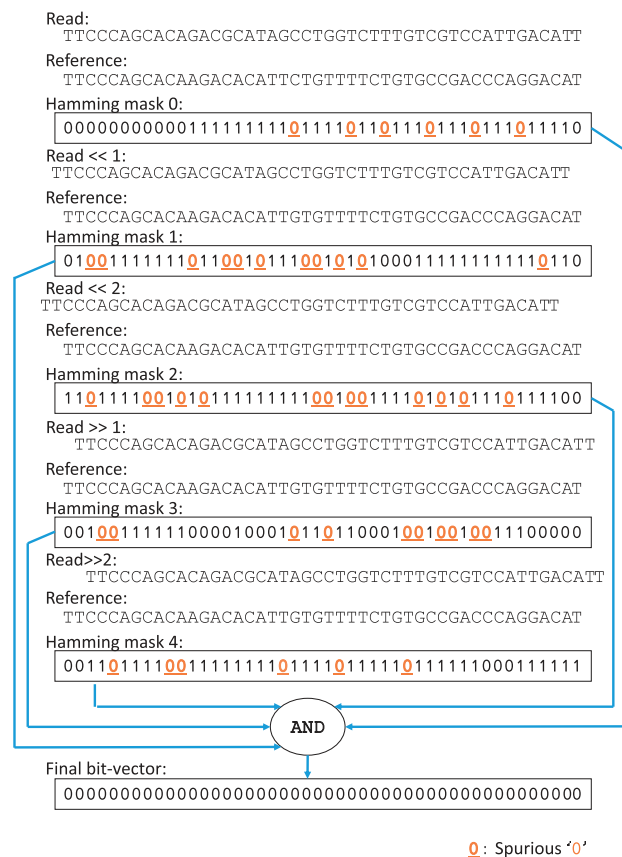 Read:
TTCCCAGCACAGACGCATAGCCTGGTCTTTGTCGTCCATTGACATT
Reference:
TTCCCAGCACAAGACACATTCTGTTTTCTGTGCCGACCCAGGACAT
Hamming mask 0:
0000000000011111111101111011011101110111011110
Read << 1:
TTCCCAGCACAGACGCATAGCCTGGTCTTTGTCGTCCATTGACATT
Reference:
TTCCCAGCACAAGACACATTGTGTTTTCTGTGCCGACCCAGGACAT
Hamming mask 1:
0100111111101100101110010101000111111111110110
Read << 2:
TTCCCAGCACAGACGCATAGCCTGGTCTTTGTCGTCCATTGACATT
Reference:
TTCCCAGCACAAGACACATTGTGTTTTCTGTGCCGACCCAGGACAT
Hamming mask 2:
1101111001010111111111001001111010101110111100
Read >> 1:
TTCCCAGCACAGACGCATAGCCTGGTCTTTGTCGTCCATTGACATT
Reference:
TTCCCAGCACAAGACACATTGTGTTTTCTGTGCCGACCCAGGACAT
Hamming mask 3:
0010011111100001000101101100010010010011100000
Read>>2:
TTCCCAGCACAGACGCATAGCCTGGTCTTTGTCGTCCATTGACATT
Reference:
TTCCCAGCACAAGACACATTGTGTTTTCTGTGCCGACCCAGGACAT
Hamming mask 4:
0011011110011111111011110111110111111000111111
AND
Final bit-vector:
0000000000000000000000000000000000000000000000
0 : Spurious ‘0’